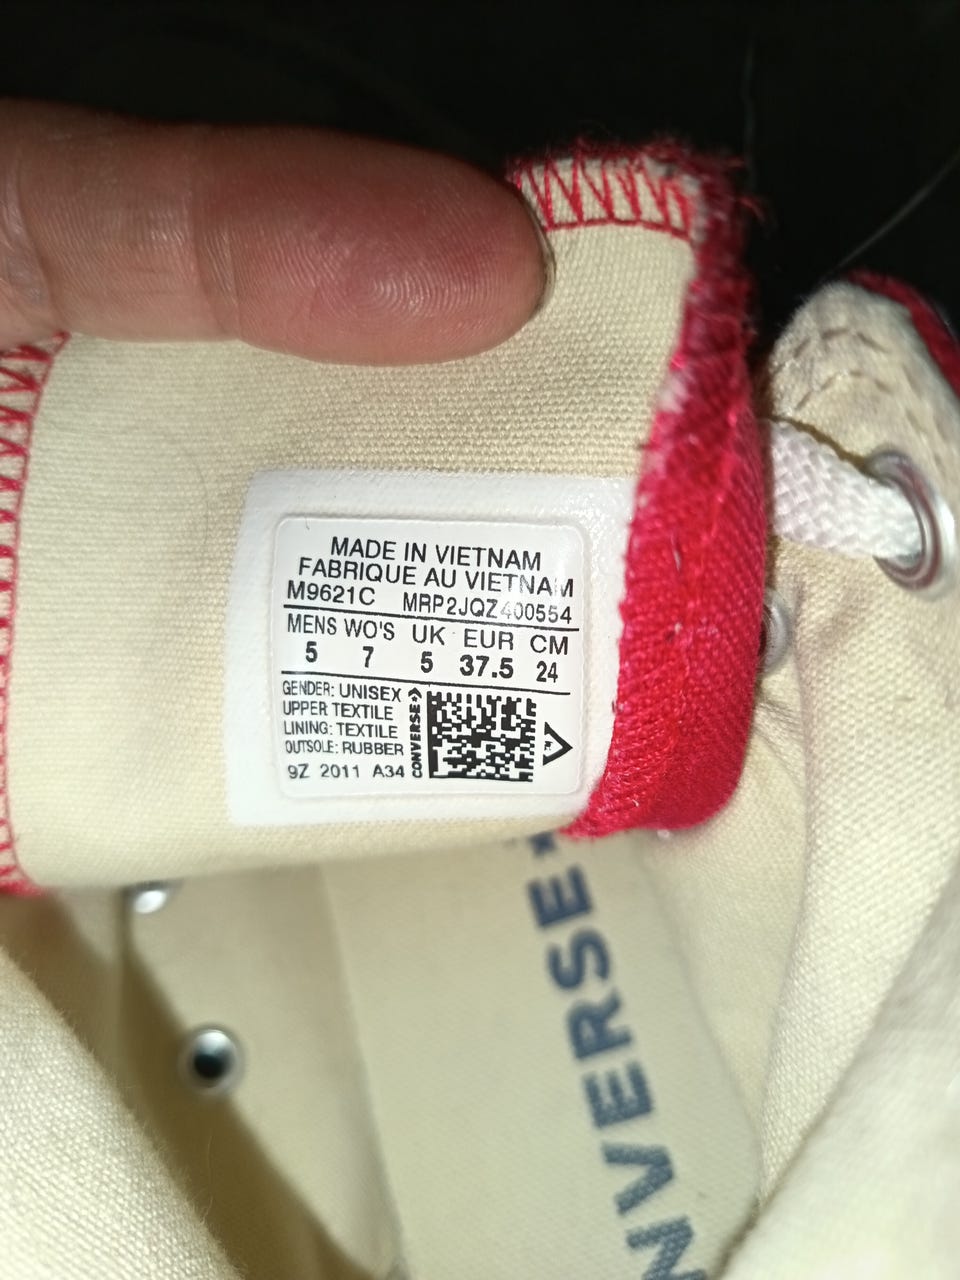 MADE IN VIETNAM
FABRIQUE AU VIETNAM
M9621C MRP2JQZ400554
MENS WO'S UK EUR CM
5 7 5 37.5 24
GENDER: UNISEX
UPPER TEXTILE
LINING: TEXTILE
OUTSOLE: RUBBER
9Z 2011 A34
CONVERSE
NVERSE